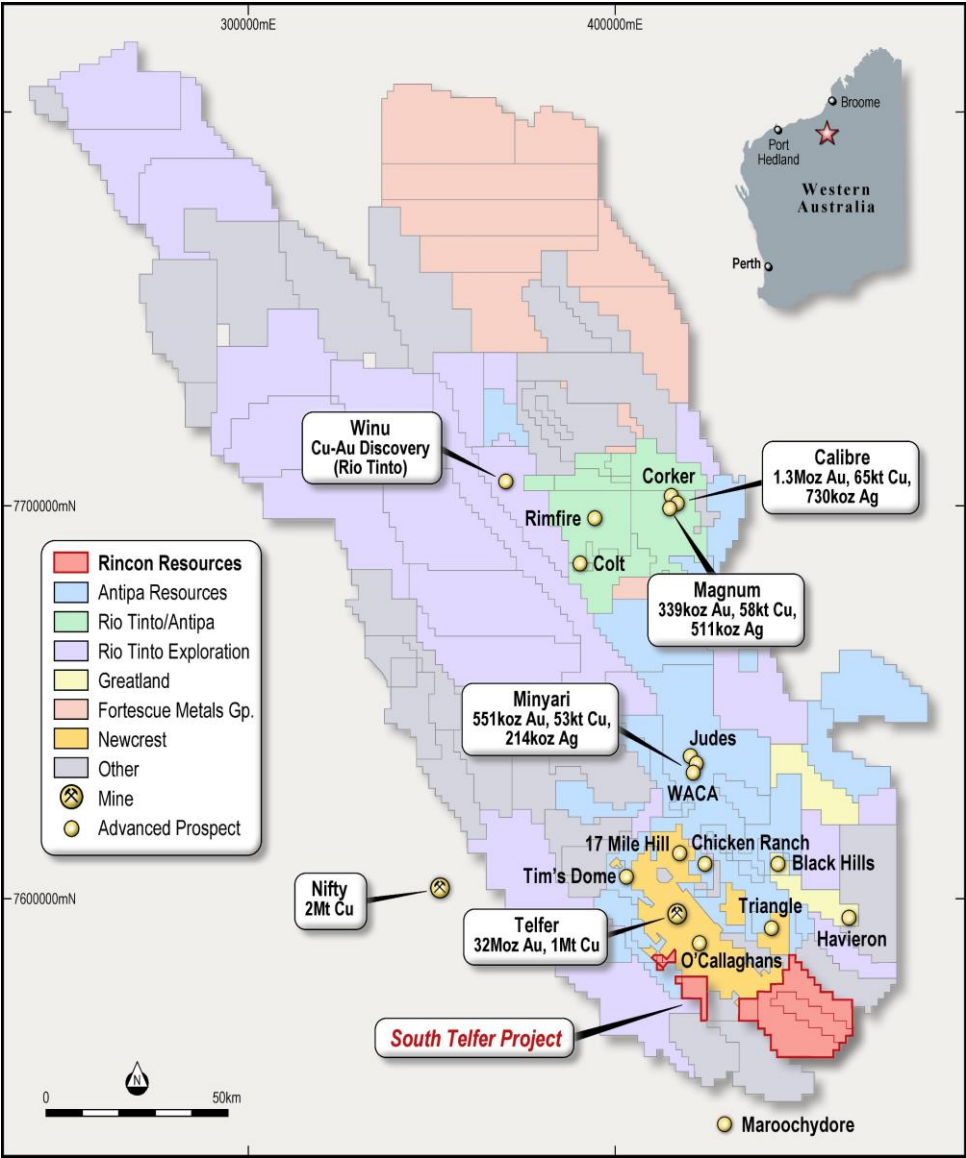 300000mE
400000mE
Broome
Port
Hedland
Western
Australia
Perth
Winu
Cu-Au Discovery
(Rio Tinto)
Corker
Calibre
1.3Moz Au, 65kt Cu,
730koz Ag
7700000mN
Rimfire
Colt
Magnum
339koz Au, 58kt Cu,
511koz Ag
Rincon Resources
Antipa Resources
Rio Tinto/Antipa
Rio Tinto Exploration
Greatland
Fortescue Metals Gp.
Newcrest
Other
Mine
Advanced Prospect
Minyari
551koz Au, 53kt Cu,
214koz Ag
Judes
WACA
17 Mile Hill
Chicken Ranch
Tim's Dome
Black Hills
Nifty
2Mt Cu
7600000mN
Telfer
32Moz Au, 1Mt Cu
Triangle
Havieron
O'Callaghans
South Telfer Project
N
0
50km
Maroochydore